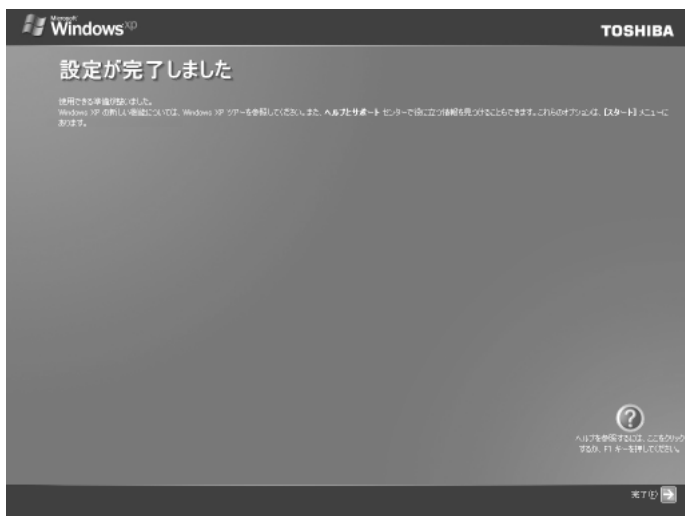 Microsoft
Windows xp
TOSHIBA
設定が完了しました
使用できる準備が整いました。
Windows XP の新しい機能については、Windows XP ツアーを参照してください。また、ヘルプとサポート センターで役に立つ情報を見つけることもできます。これらのオプションは、[スタート] メニューに
あります。
ヘルプを参照するには、ここをクリック
するか、F1 キーを押してください。
完了(F)